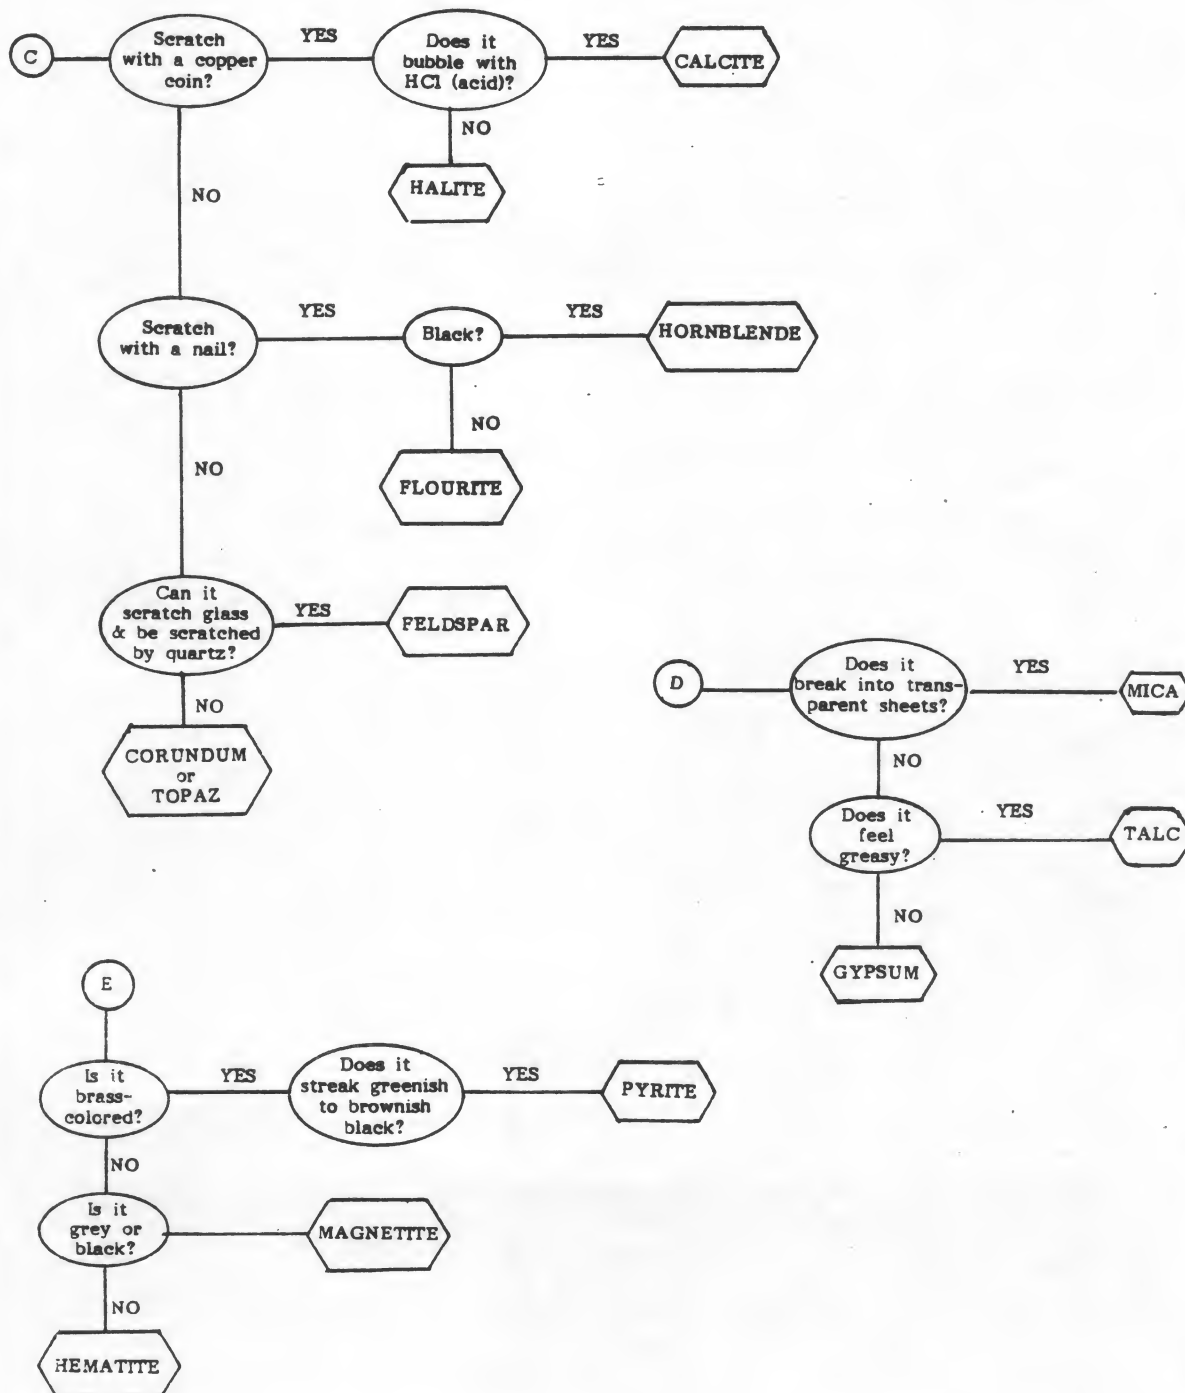 C
Scratch
with a copper
coin?
YES
Does it
bubble with
HCl (acid)?
YES
CALCITE
NO
HALITE
NO
Scratch
with a nail?
YES
Black?
YES
HORNBLENDE
NO
FLOURITE
NO
Can it
scratch glass
& be scratched
by quartz?
YES
FELDSPAR
NO
CORUNDUM
or
TOPAZ
D
Does it
break into trans-
parent sheets?
YES
MICA
NO
Does it
feel
greasy?
YES
TALC
NO
GYPSUM
E
Is it
brass-
colored?
YES
Does it
streak greenish
to brownish
black?
YES
PYRITE
NO
Is it
grey or
black?
MAGNETITE
NO
HEMATITE